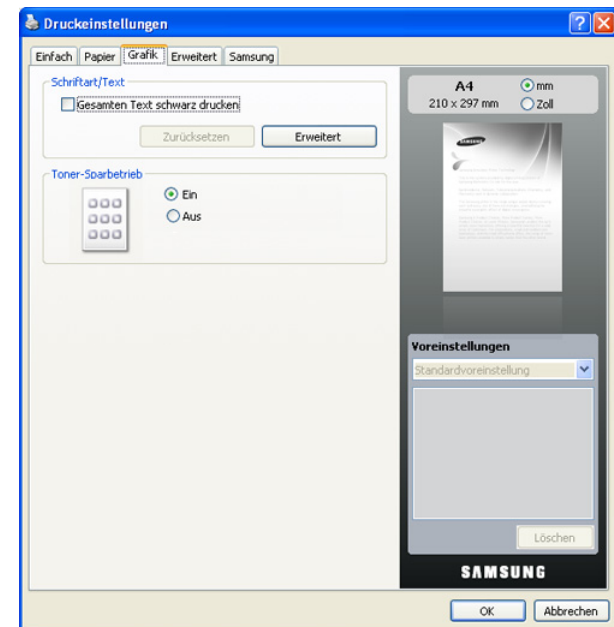 Druckeinstellungen
Einfach Papier Grafik Erweitert Samsung
Schriftart/Text
Gesamten Text schwarz drucken
Zurücksetzen Erweitert
Toner-Sparbetrieb
Ein
Aus
A4
210 x 297 mm
mm
Zoll
SAMSUNG
Voreinstellungen
Standardvoreinstellung
Löschen
SAMSUNG
OK Abbrechen